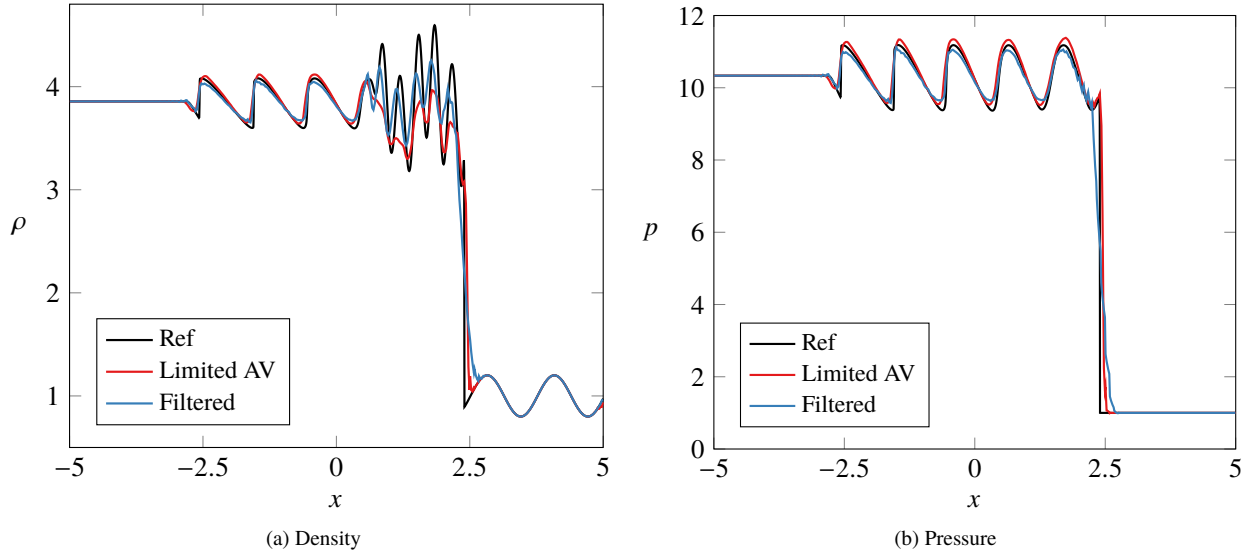 4
3
2
1
ρ
Ref
Limited AV
Filtered
−5 −2.5 0 2.5 5
x
(a) Density
12
10
8
6
4
2
0
p
Ref
Limited AV
Filtered
−5 −2.5 0 2.5 5
x
(b) Pressure